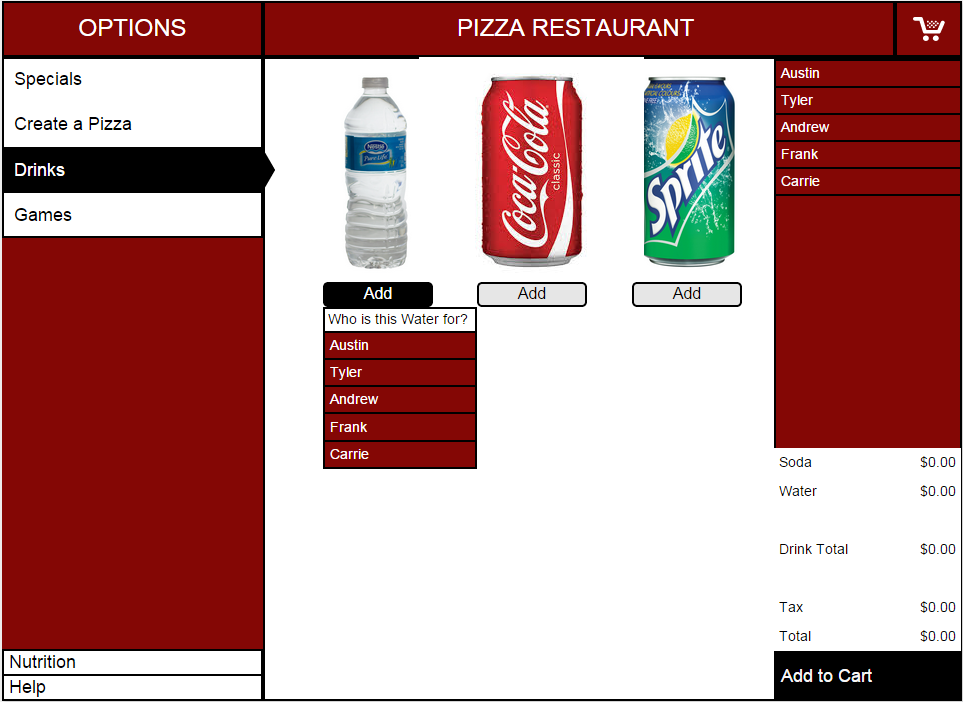 OPTIONS
PIZZA RESTAURANT
Specials
Create a Pizza
Drinks
Games
Nestlé
Pure Life
Coca-Cola
classic
Sprite
Add
Add
Add
Who is this Water for?
Austin
Tyler
Andrew
Frank
Carrie
Austin
Tyler
Andrew
Frank
Carrie
Soda $0.00
Water $0.00
Drink Total $0.00
Tax $0.00
Total $0.00
Add to Cart
Nutrition
Help